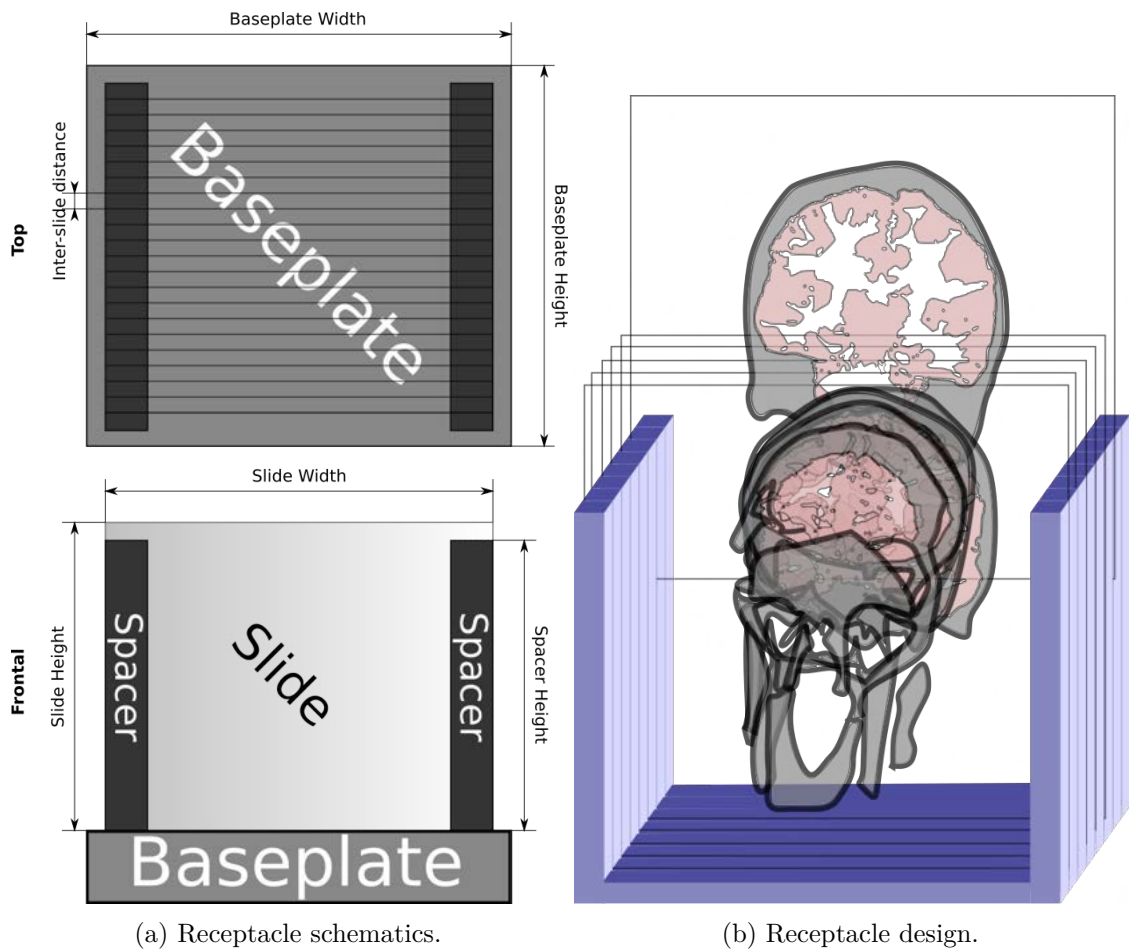 Baseplate Width
Top
Inter-slide distance
Baseplate
Baseplate Height
Slide Width
Frontal
Slide Height
Spacer
Slide
Spacer
Spacer Height
Baseplate
(a) Receptacle schematics.
(b) Receptacle design.